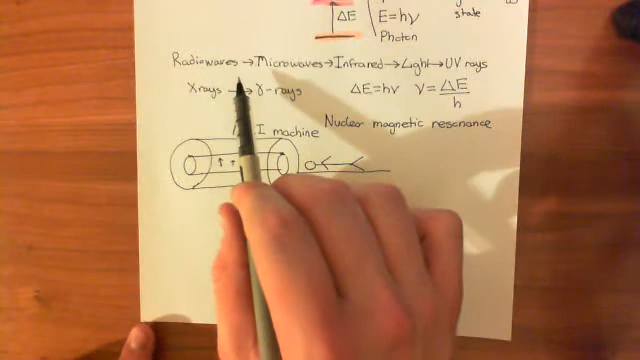 ΔE
E=hν
state
Photon
Radiowaves → Microwaves → Infrared → Light → UV rays
Xrays → γ-rays
ΔE=hν ν=ΔE/h
I machine
Nuclear magnetic resonance